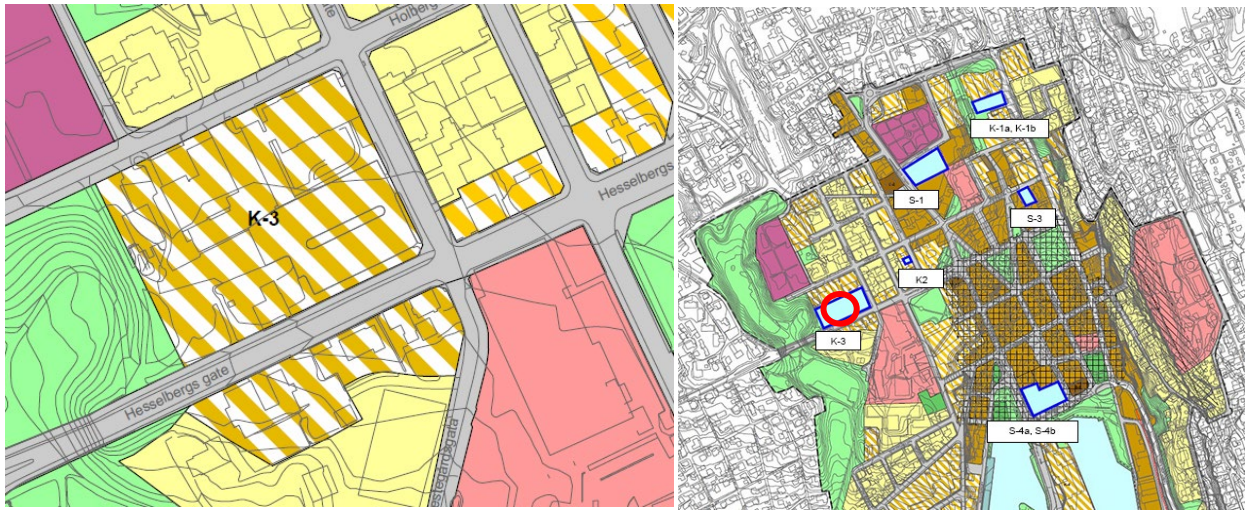 Holberg
K-3
Hesselbergs
Hesselbergs gate
K-1a, K-1b
S-1
S-3
K2
K-3
S-4a, S-4b